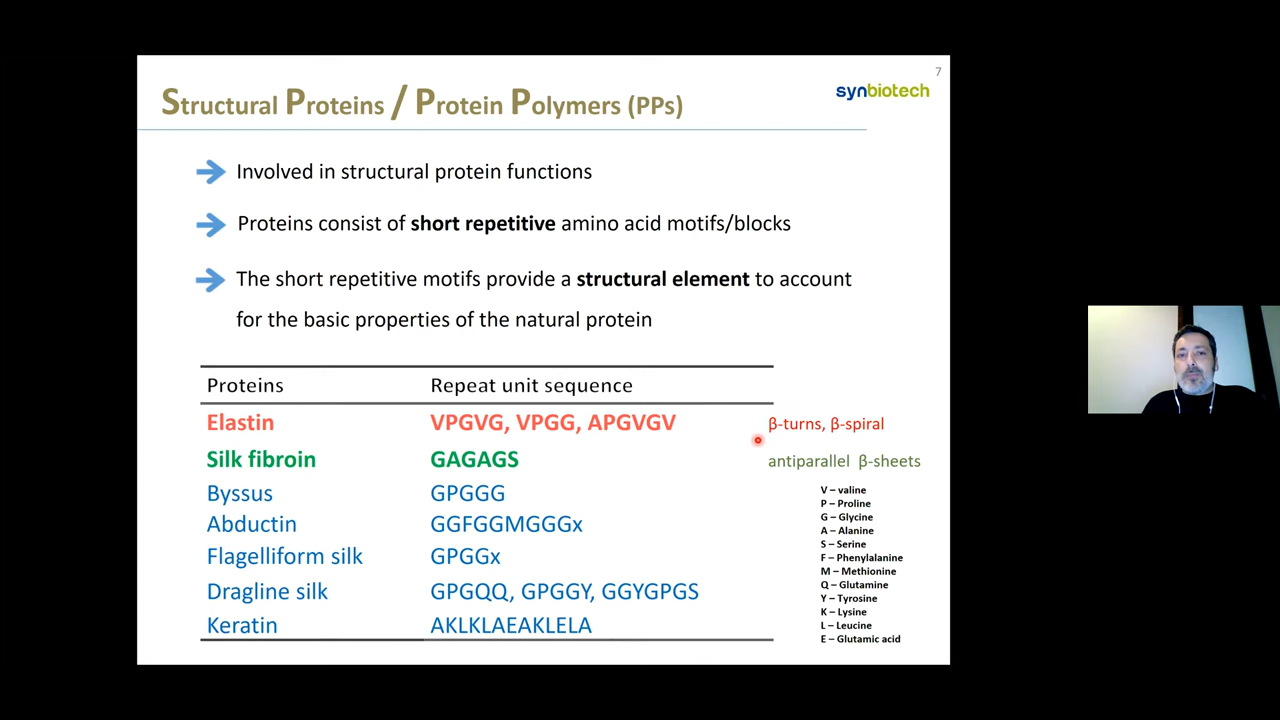 7
Structural Proteins / Protein Polymers (PPs)
synbiotech
Involved in structural protein functions
Proteins consist of short repetitive amino acid motifs/blocks
The short repetitive motifs provide a structural element to account
for the basic properties of the natural protein
Proteins Repeat unit sequence
Elastin VPGVG, VPGG, APGVGV β-turns, β-spiral
Silk fibroin GAGAGS antiparallel β-sheets
Byssus GPGGG
Abductin GGFGGMGGGx
Flagelliform silk GPGGx
Dragline silk GPGQQ, GPGGY, GGYGPGS
Keratin AKLKLAEAKLELA
V – valine
P – Proline
G – Glycine
A – Alanine
S – Serine
F – Phenylalanine
M – Methionine
Q – Glutamine
Y – Tyrosine
K – Lysine
L – Leucine
E – Glutamic acid